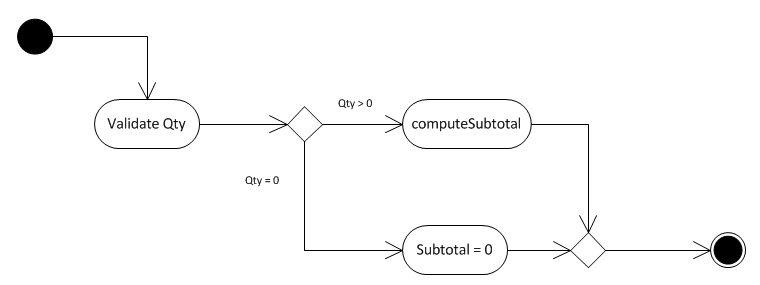 Qty > 0
Validate Qty
computeSubtotal
Qty = 0
Subtotal = 0